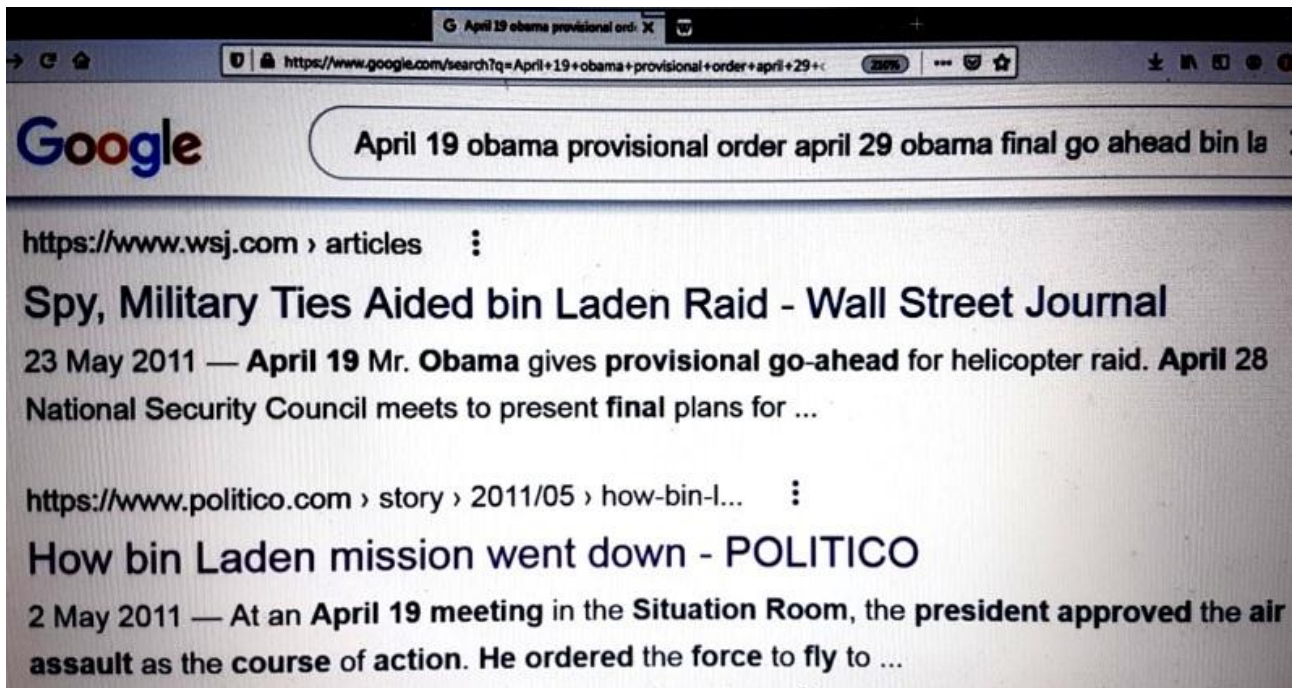 G April 19 obama provisional ord
https://www.google.com/search?q=April+19+obama+provisional+order+april+29+
210%
Google
April 19 obama provisional order april 29 obama final go ahead bin la
https://www.wsj.com › articles
Spy, Military Ties Aided bin Laden Raid - Wall Street Journal
23 May 2011 — April 19 Mr. Obama gives provisional go-ahead for helicopter raid. April 28
National Security Council meets to present final plans for ...
https://www.politico.com › story › 2011/05 › how-bin-l...
How bin Laden mission went down - POLITICO
2 May 2011 — At an April 19 meeting in the Situation Room, the president approved the air
assault as the course of action. He ordered the force to fly to ...